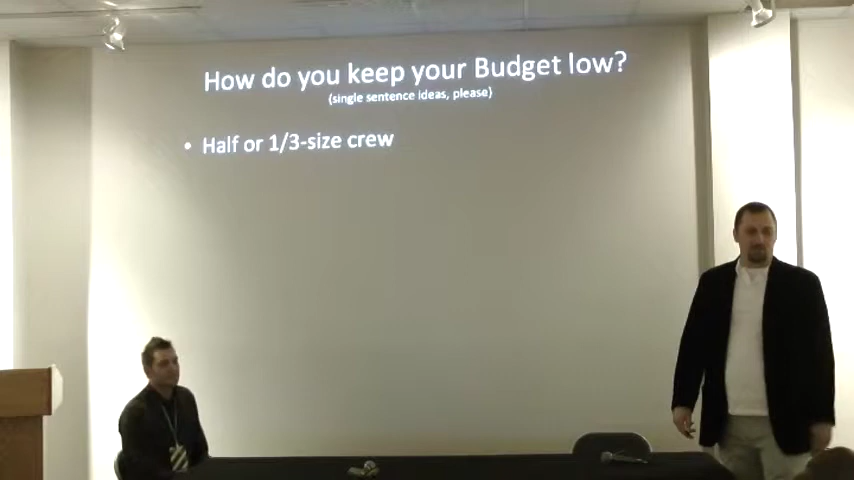 How do you keep your Budget low?
(single sentence ideas, please)
• Half or 1/3-size crew